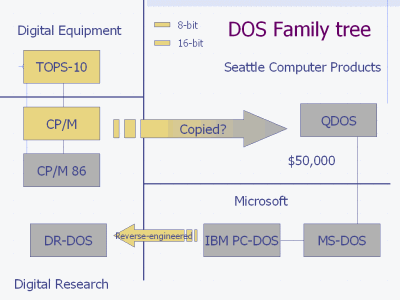 DOS Family tree
8-bit
16-bit
Digital Equipment
TOPS-10
Seattle Computer Products
CP/M
Copied?
QDOS
CP/M 86
$50,000
Microsoft
DR-DOS
Reverse-engineered
IBM PC-DOS
MS-DOS
Digital Research